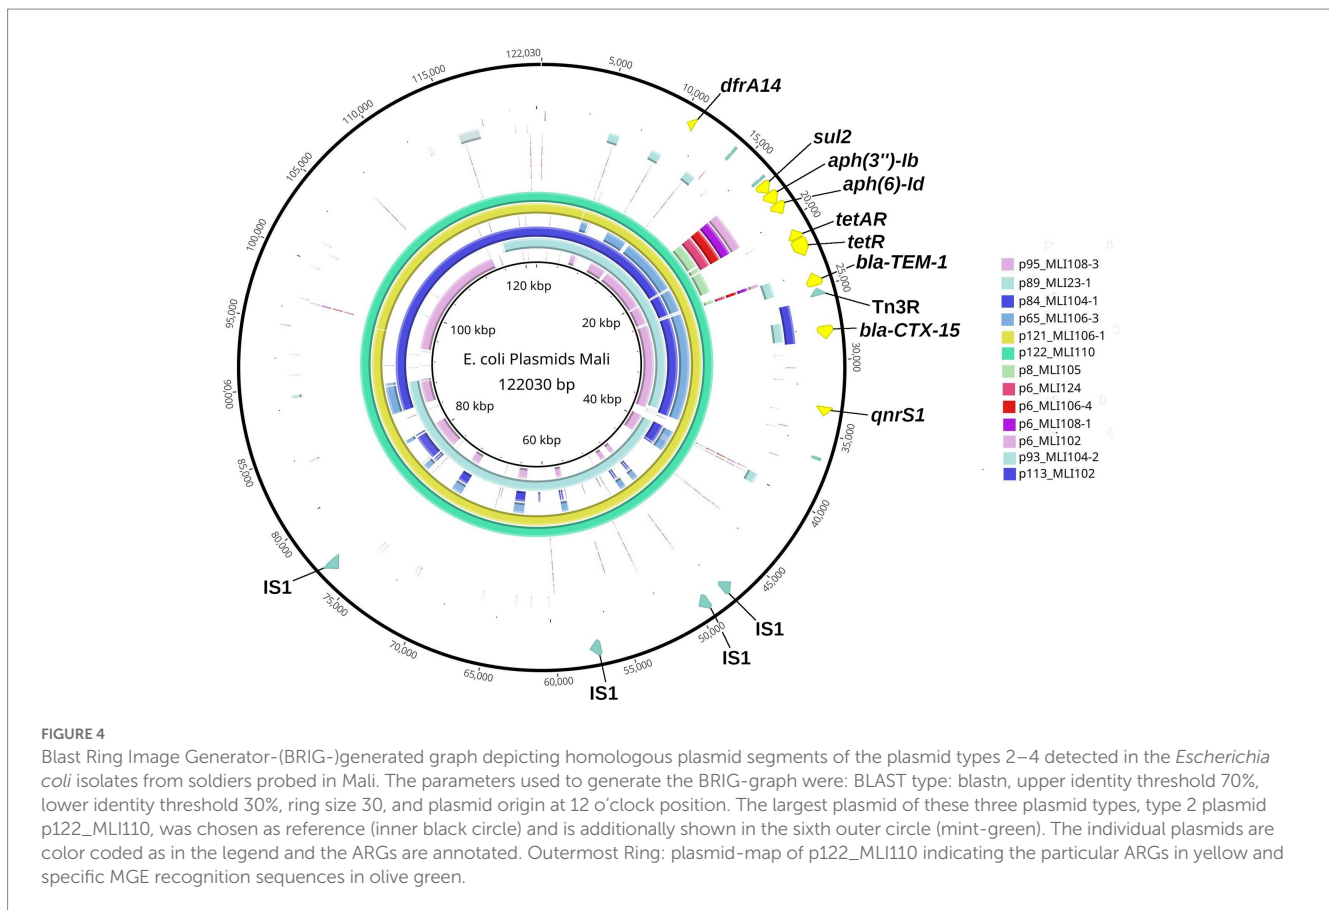 122,030
5,000
10,000
15,000
20,000
25,000
30,000
35,000
40,000
45,000
50,000
55,000
60,000
65,000
70,000
75,000
80,000
85,000
90,000
95,000
100,000
105,000
110,000
115,000
dfrA14
sul2
aph(3'')-Ib
aph(6)-Id
tetAR
tetR
bla-TEM-1
Tn3R
bla-CTX-15
qnrS1
IS1
IS1
IS1
IS1
120 kbp
20 kbp
40 kbp
60 kbp
80 kbp
100 kbp
E. coli Plasmids Mali
122030 bp
p95_MLI108-3
p89_MLI23-1
p84_MLI104-1
p65_MLI106-3
p121_MLI106-1
p122_MLI110
p8_MLI105
p6_MLI124
p6_MLI106-4
p6_MLI108-1
p6_MLI102
p93_MLI104-2
p113_MLI102
FIGURE 4
Blast Ring Image Generator-(BRIG-)generated graph depicting homologous plasmid segments of the plasmid types 2–4 detected in the Escherichia
coli isolates from soldiers probed in Mali. The parameters used to generate the BRIG-graph were: BLAST type: blastn, upper identity threshold 70%,
lower identity threshold 30%, ring size 30, and plasmid origin at 12 o'clock position. The largest plasmid of these three plasmid types, type 2 plasmid
p122_MLI110, was chosen as reference (inner black circle) and is additionally shown in the sixth outer circle (mint-green). The individual plasmids are
color coded as in the legend and the ARGs are annotated. Outermost Ring: plasmid-map of p122_MLI110 indicating the particular ARGs in yellow and
specific MGE recognition sequences in olive green.